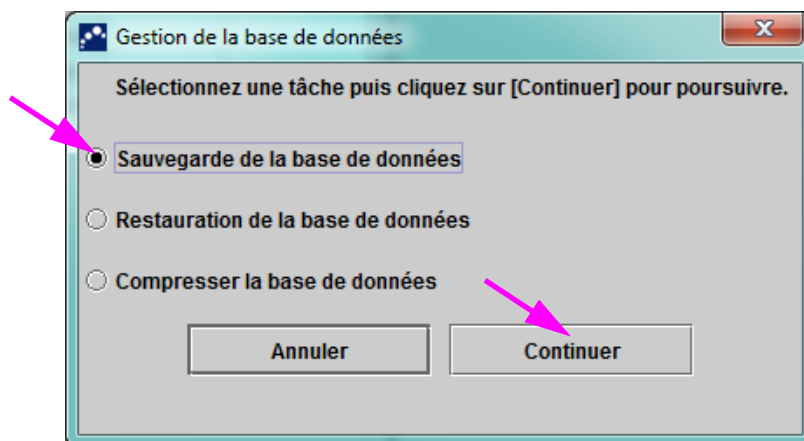 Gestion de la base de données
Sélectionnez une tâche puis cliquez sur [Continuer] pour poursuivre.
Sauvegarde de la base de données
Restauration de la base de données
Compresser la base de données
Annuler
Continuer